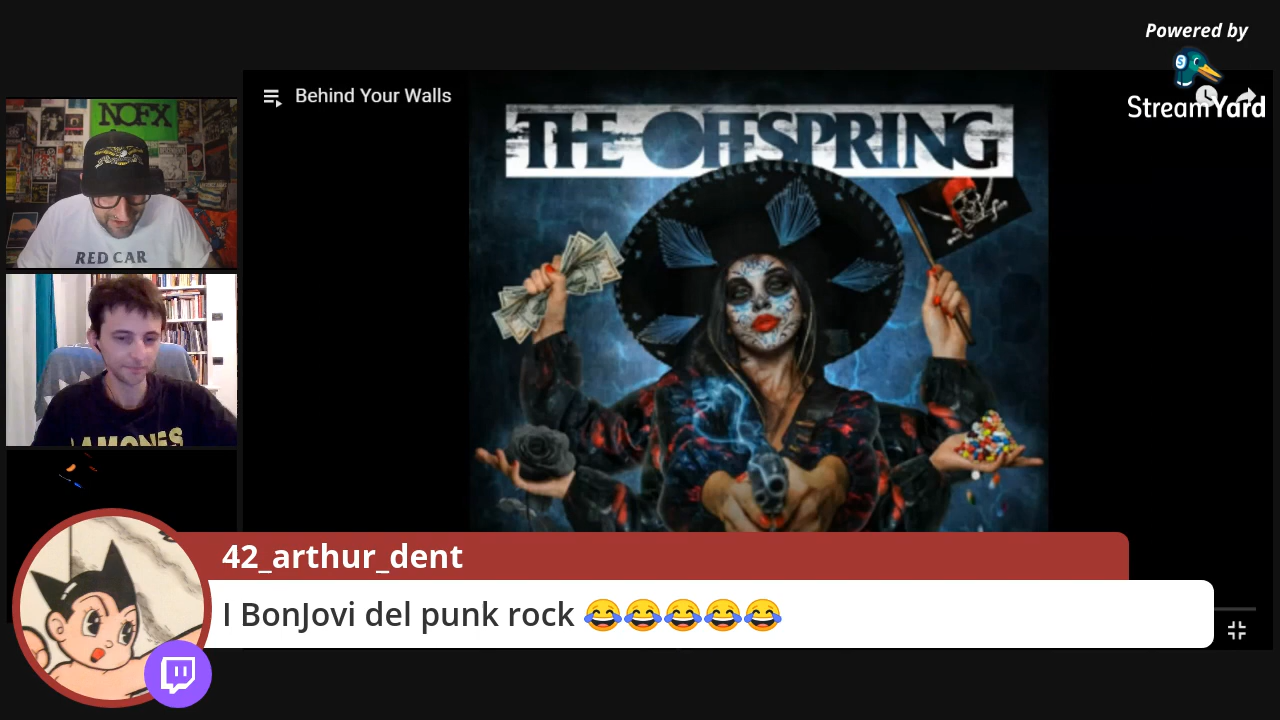 Powered by
StreamYard
Behind Your Walls
THE OFFSPRING
NOFX
RED CAR
RAMONES
42_arthur_dent
I BonJovi del punk rock 😂😂😂😂😂